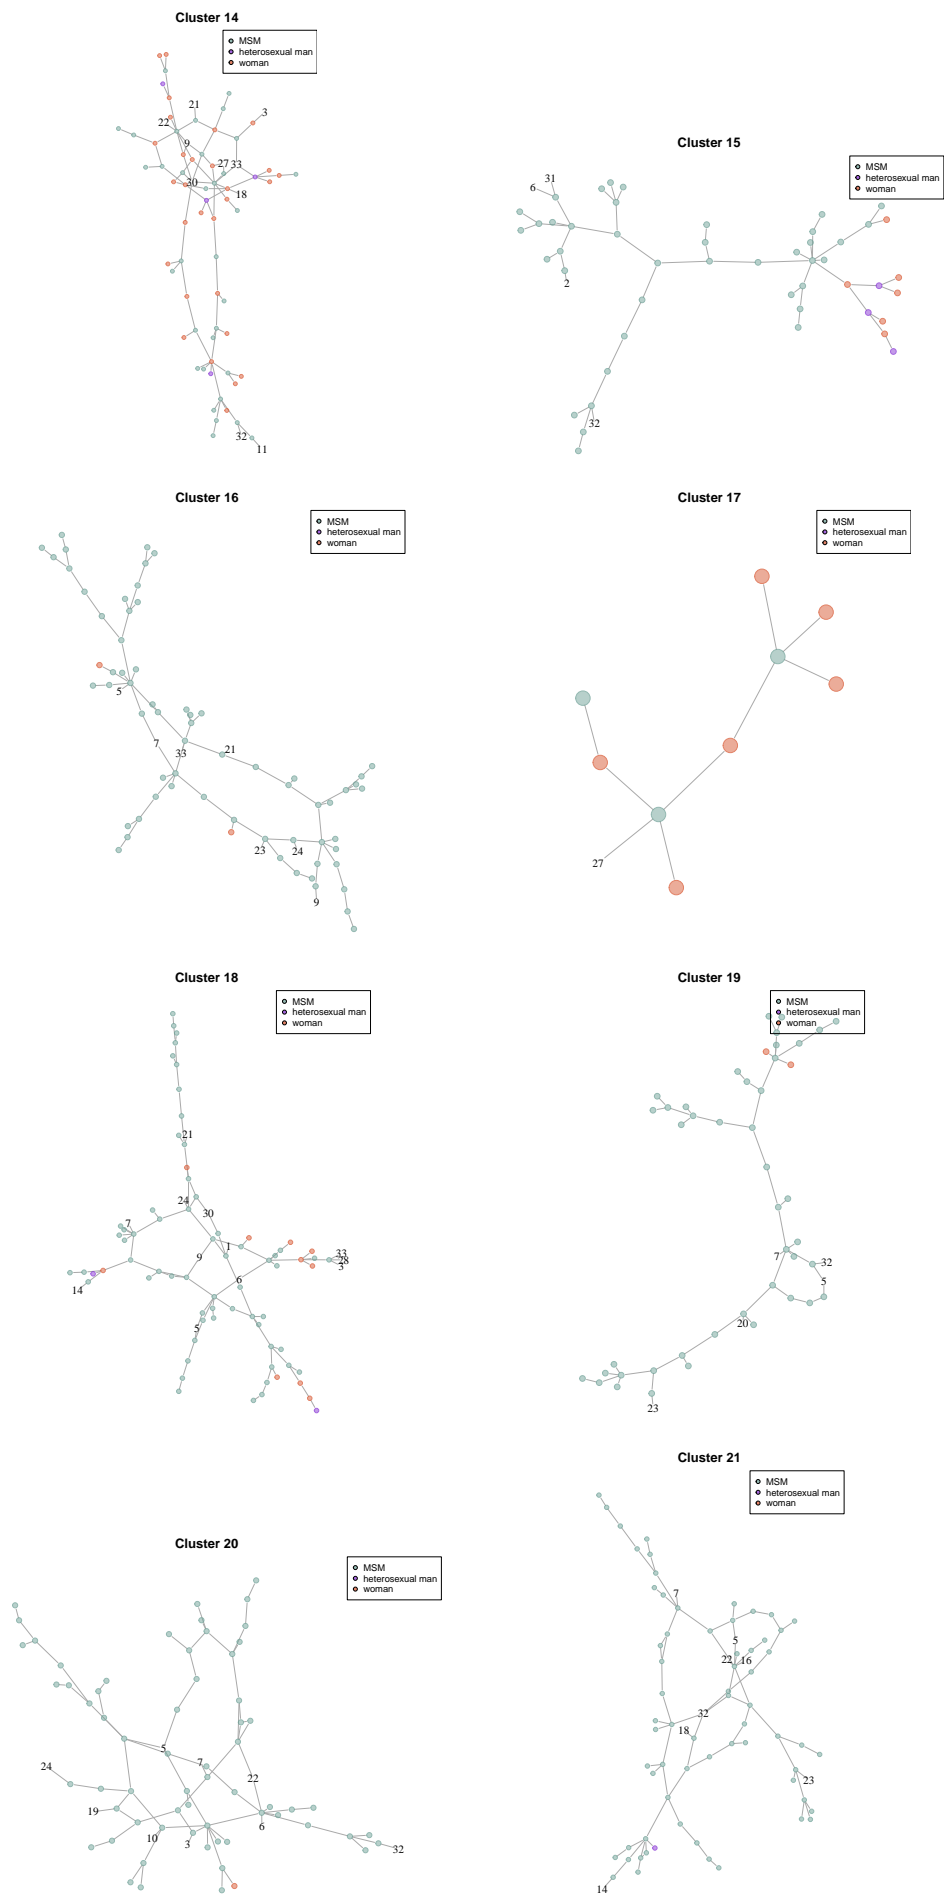 Cluster 14
MSM
heterosexual man
woman
21
3
22
9
27
33
30
18
32
11
Cluster 15
MSM
heterosexual man
woman
31
6
2
32
Cluster 16
MSM
heterosexual man
woman
5
7
33
21
23
24
9
Cluster 17
MSM
heterosexual man
woman
27
Cluster 18
MSM
heterosexual man
woman
21
24
30
7
1
9
33
28
3
6
14
5
Cluster 19
MSM
heterosexual man
woman
7
32
5
20
23
Cluster 20
MSM
heterosexual man
woman
5
7
24
22
19
6
10
3
32
Cluster 21
MSM
heterosexual man
woman
7
5
22
16
32
18
23
14